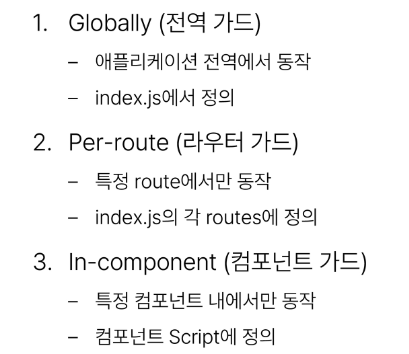 1. Globally (전역 가드)
– 애플리케이션 전역에서 동작
– index.js에서 정의
2. Per-route (라우터 가드)
– 특정 route에서만 동작
– index.js의 각 routes에 정의
3. In-component (컴포넌트 가드)
– 특정 컴포넌트 내에서만 동작
– 컴포넌트 Script에 정의